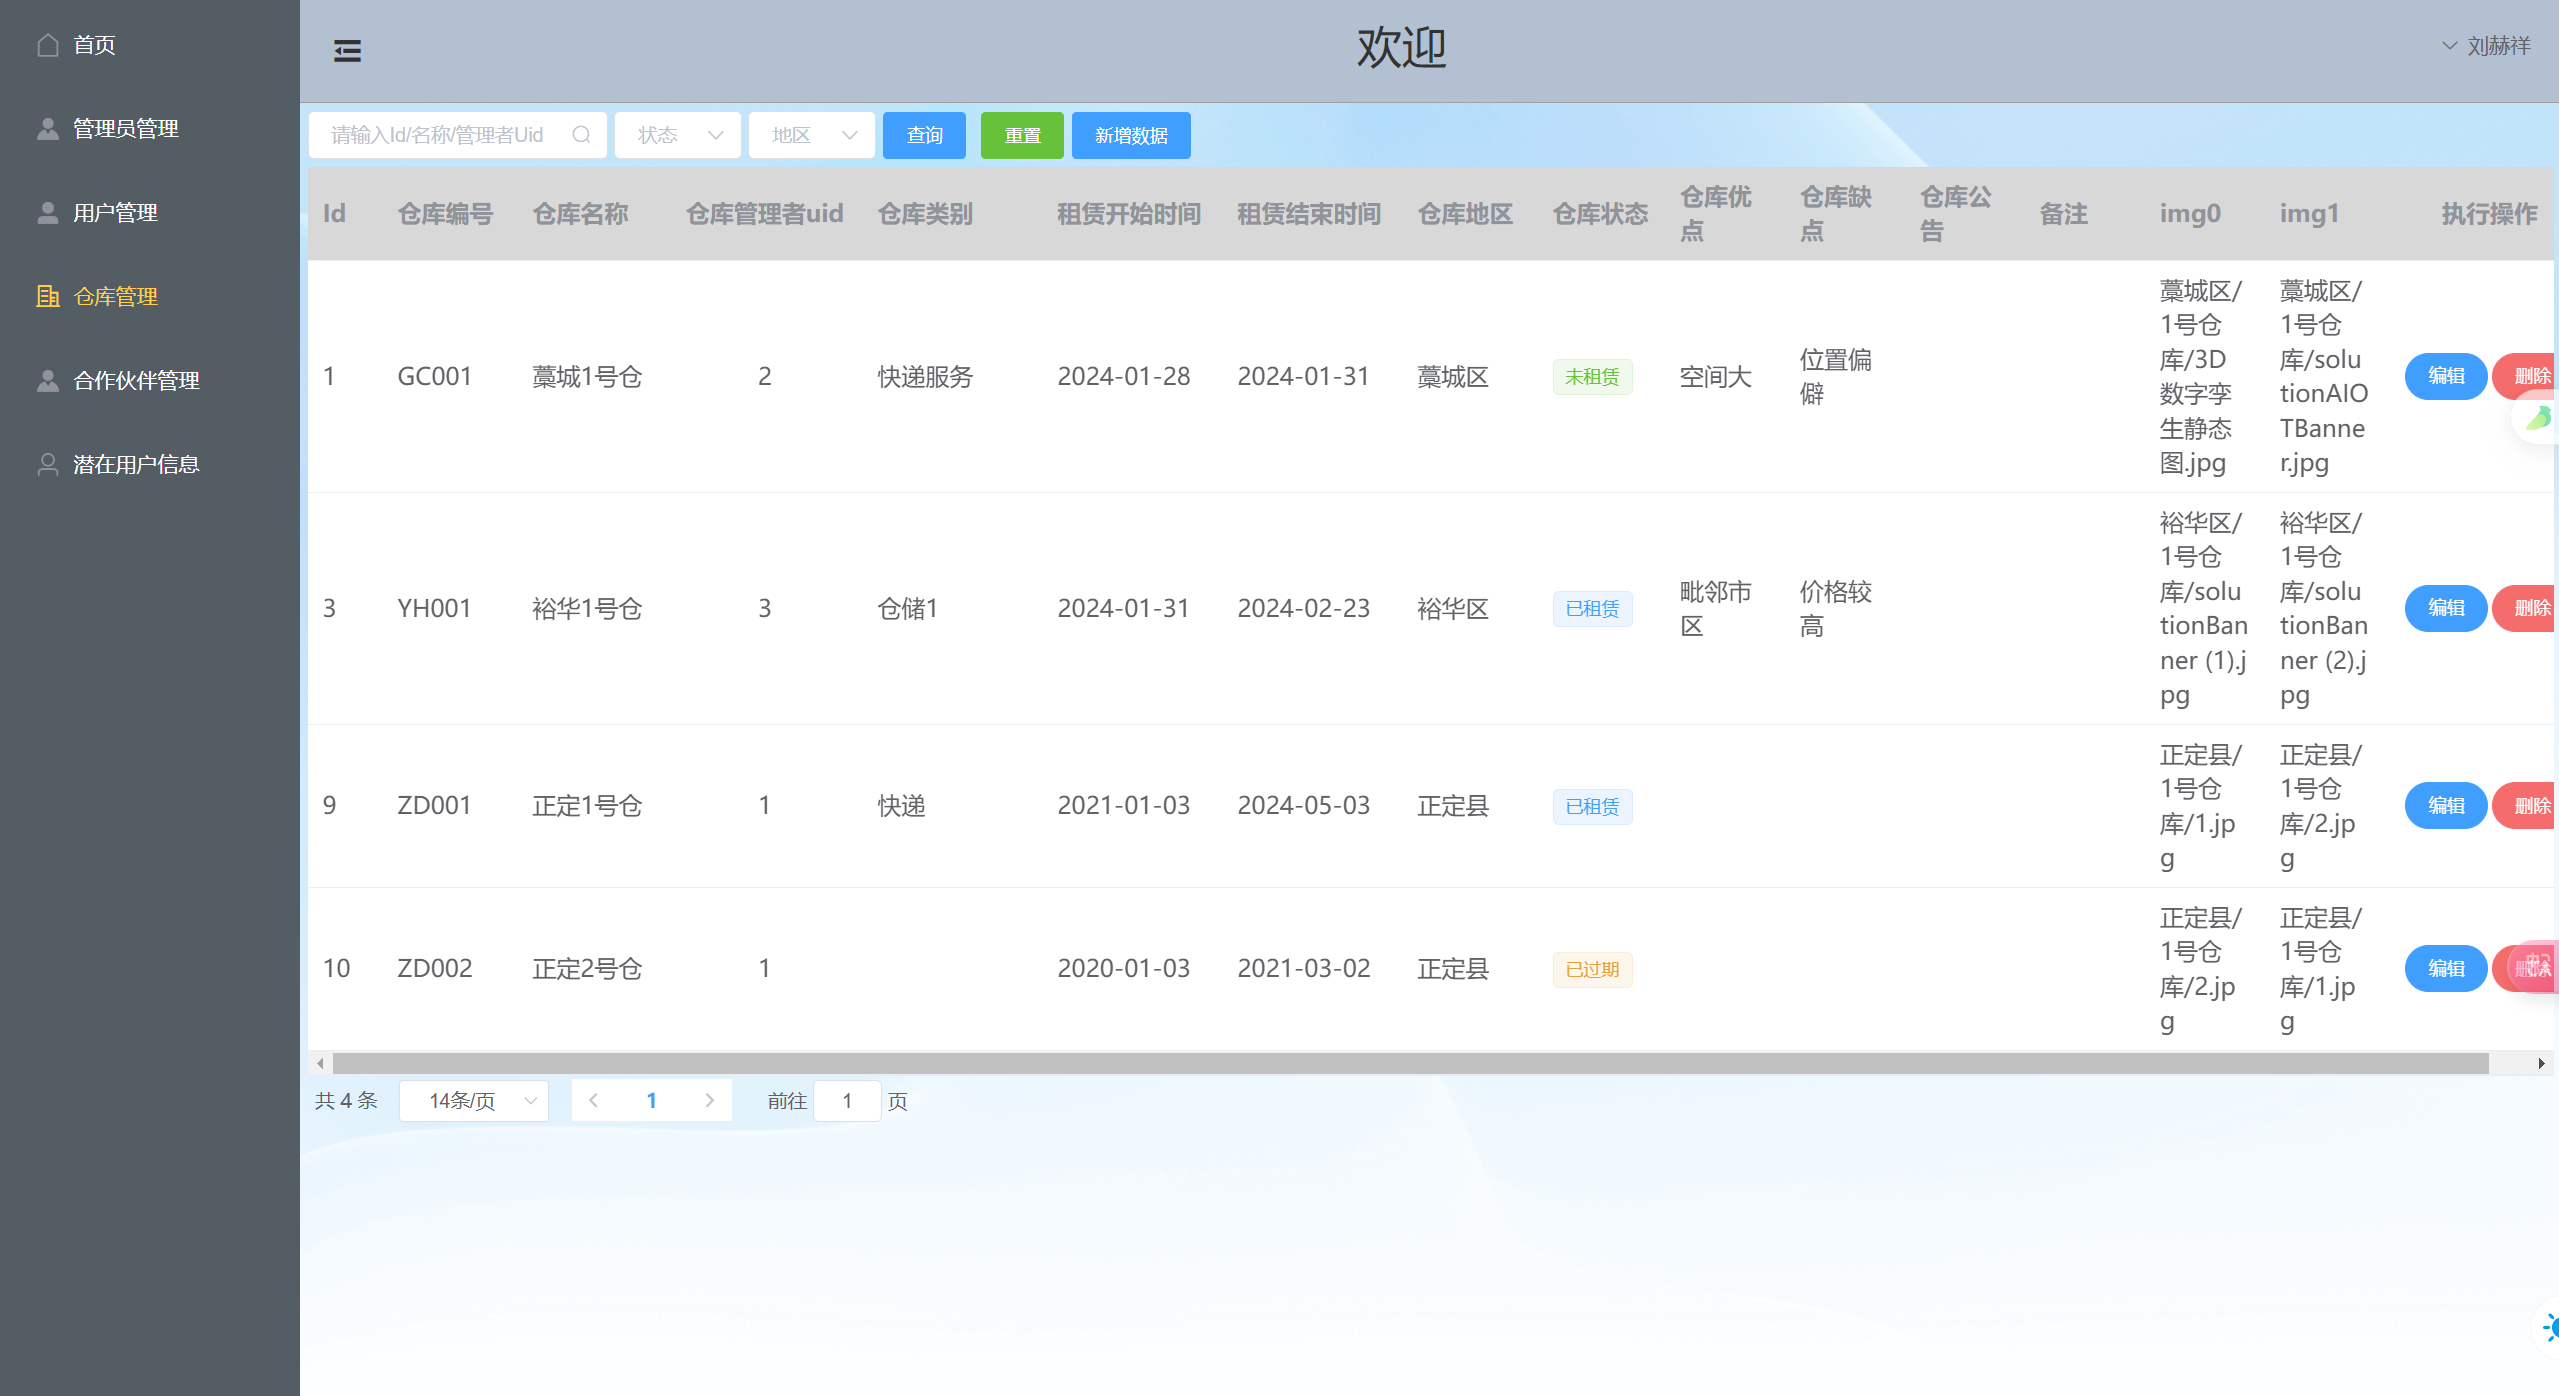 首页
管理员管理
用户管理
仓库管理
合作伙伴管理
潜在用户信息
欢迎
刘赫祥
请输入Id/名称/管理者Uid
状态
地区
查询
重置
新增数据
Id 仓库编号 仓库名称 仓库管理者uid 仓库类别 租赁开始时间 租赁结束时间 仓库地区 仓库状态 仓库优点 仓库缺点 仓库公告 备注 img0 img1 执行操作
1 GC001 藁城1号仓 2 快递服务 2024-01-28 2024-01-31 藁城区 未租赁 空间大 位置偏僻 藁城区/1号仓库/3D数字孪生静态图.jpg 藁城区/1号仓库/solutionAIOTBanner.jpg 编辑 删除
3 YH001 裕华1号仓 3 仓储1 2024-01-31 2024-02-23 裕华区 已租赁 毗邻市区 价格较高 裕华区/1号仓库/solutionBanner (1).jpg 裕华区/1号仓库/solutionBanner (2).jpg 编辑 删除
9 ZD001 正定1号仓 1 快递 2021-01-03 2024-05-03 正定县 已租赁 正定县/1号仓库/1.jpg 正定县/1号仓库/2.jpg 编辑 删除
10 ZD002 正定2号仓 1 2020-01-03 2021-03-02 正定县 已过期 正定县/1号仓库/2.jpg 正定县/1号仓库/1.jpg 编辑 删除
共 4 条 14条/页 1 前往 1 页